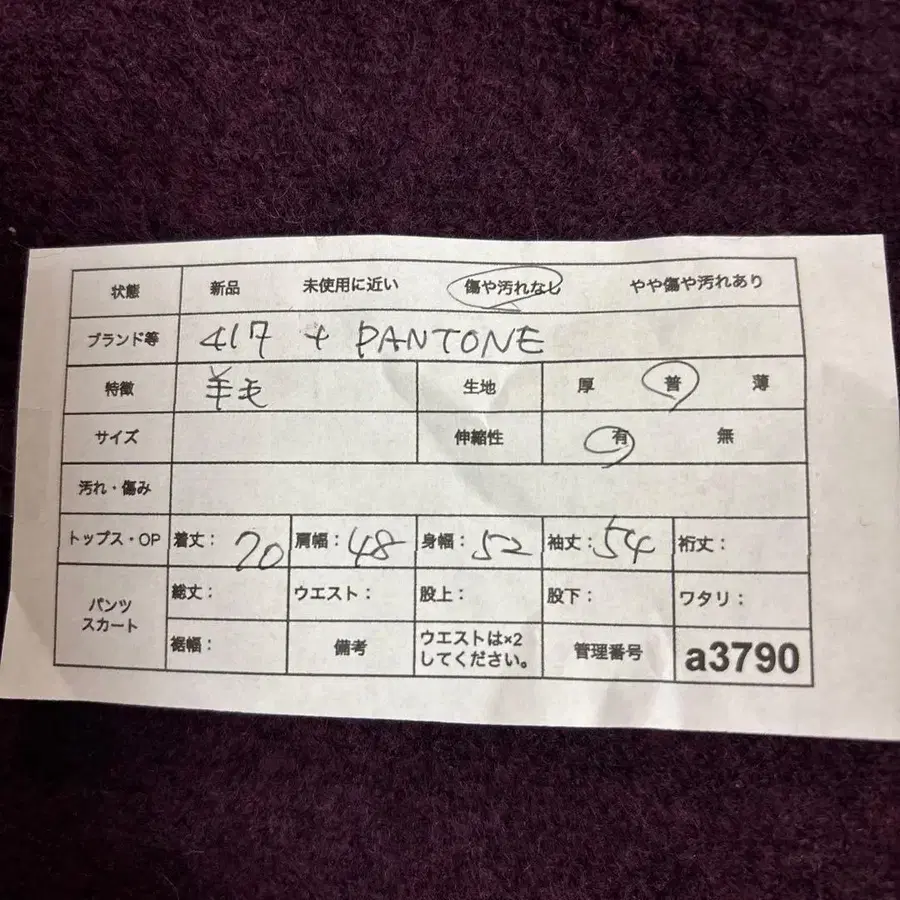 状態 新品 未使用に近い 傷や汚れなし やや傷や汚れあり
ブランド等 417 + PANTONE
特徴 羊毛 生地 厚 普 薄
サイズ 伸縮性 有 無
汚れ・傷み
トップス・OP 着丈： 70 肩幅：48 身幅：52 袖丈：54 裄丈：
パンツ スカート
総丈： ウエスト： 股上： 股下： ワタリ：
裾幅： 備考 ウエストは×2 してください。 管理番号 a3790